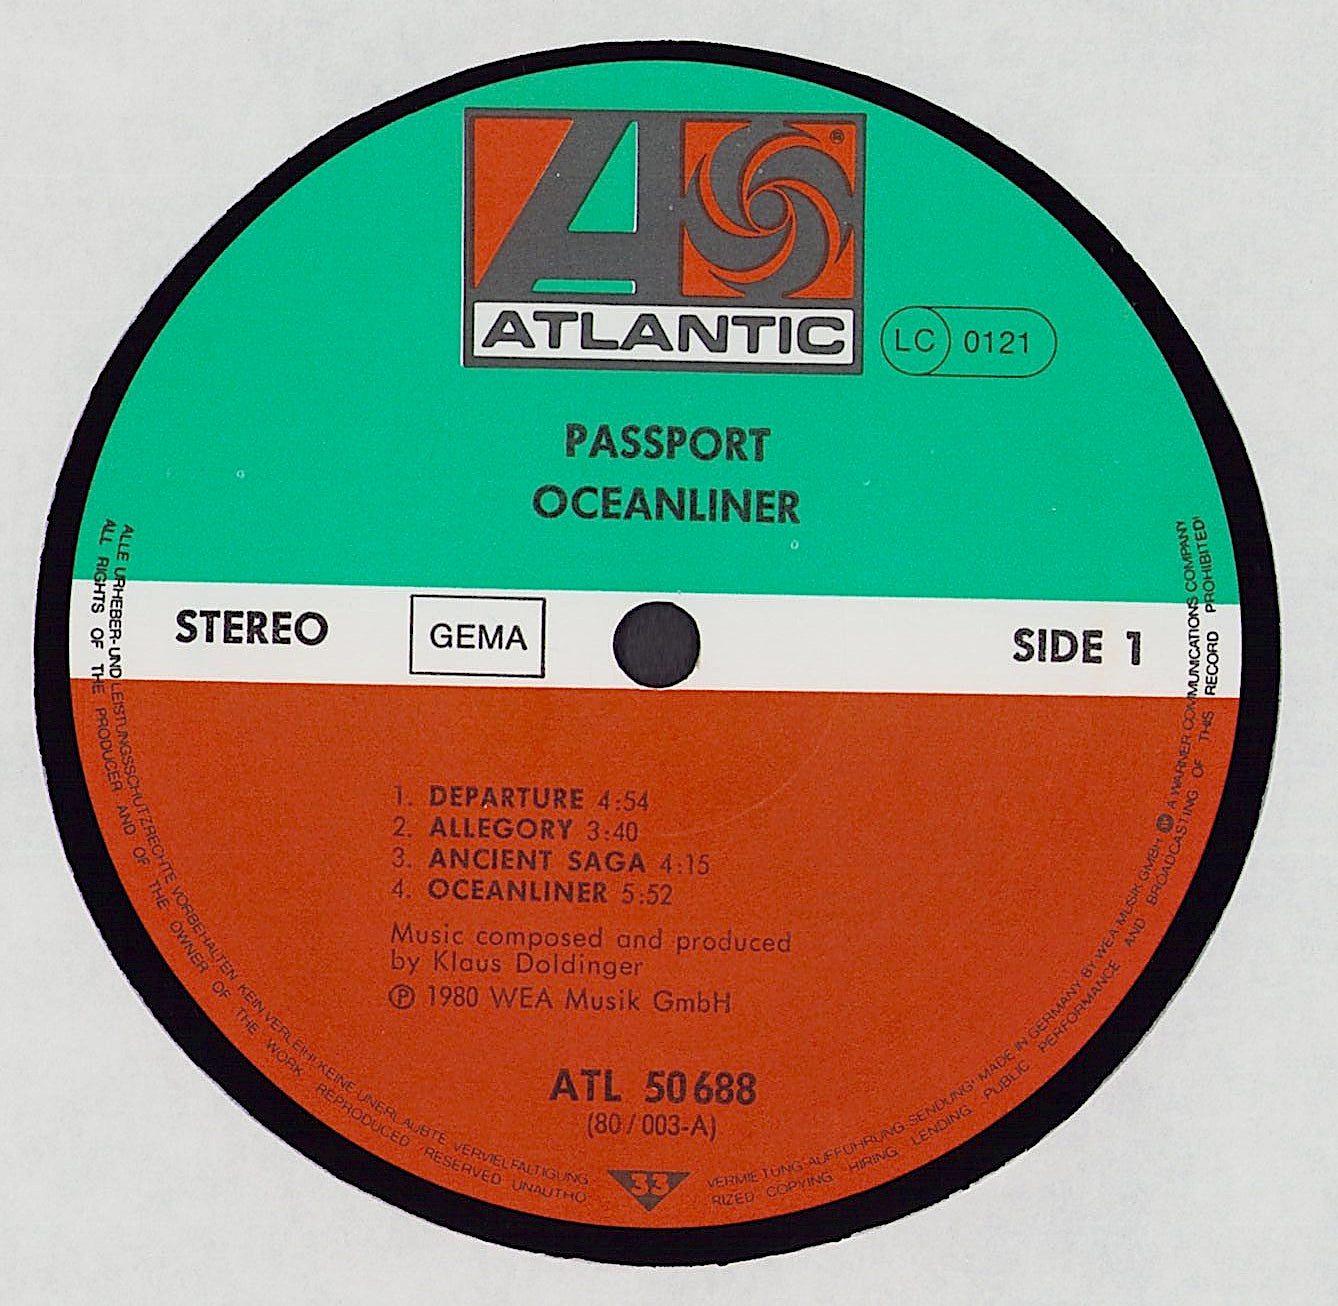 ATLANTIC ®
LC 0121
PASSPORT
OCEANLINER
STEREO GEMA SIDE 1
1. DEPARTURE 4:54
2. ALLEGORY 3:40
3. ANCIENT SAGA 4:15
4. OCEANLINER 5:52
Music composed and produced
by Klaus Doldinger
℗ 1980 WEA Musik GmbH
ATL 50 688
(80/003-A)
33
ALLE URHEBER- UND LEISTUNGSSCHUTZRECHTE VORBEHALTEN KEIN VERLEIH! KEINE UNERLAUBTE VERVIELFÄLTIGUNG. VERMIETUNG AUFFÜHRUNG SENDUNG! MADE IN GERMANY BY WEA MUSIK GMBH. A WARNER COMMUNICATIONS COMPANY
ALL RIGHTS OF THE PRODUCER AND OF THE OWNER OF THE WORK REPRODUCED RESERVED UNAUTHORIZED COPYING HIRING LENDING PUBLIC PERFORMANCE AND BROADCASTING OF THIS RECORD PROHIBITED!